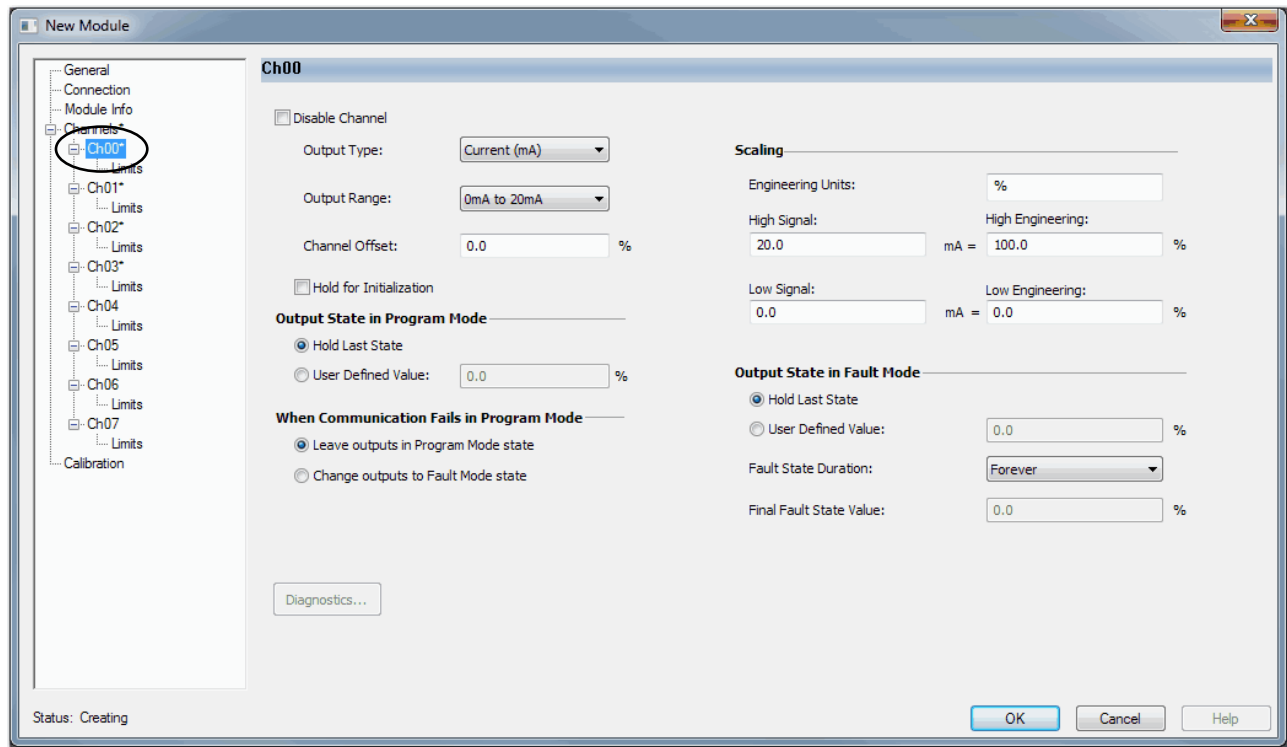 New Module
General
Connection
Module Info
Channels*
Ch00*
Limits
Ch01*
Limits
Ch02*
Limits
Ch03*
Limits
Ch04
Limits
Ch05
Limits
Ch06
Limits
Ch07
Limits
Calibration
Ch00
Disable Channel
Output Type: Current (mA)
Output Range: 0mA to 20mA
Channel Offset: 0.0 %
Hold for Initialization
Output State in Program Mode
Hold Last State
User Defined Value: 0.0 %
When Communication Fails in Program Mode
Leave outputs in Program Mode state
Change outputs to Fault Mode state
Diagnostics...
Scaling
Engineering Units: %
High Signal: High Engineering:
20.0 mA = 100.0 %
Low Signal: Low Engineering:
0.0 mA = 0.0 %
Output State in Fault Mode
Hold Last State
User Defined Value: 0.0 %
Fault State Duration: Forever
Final Fault State Value: 0.0 %
Status: Creating
OK Cancel Help